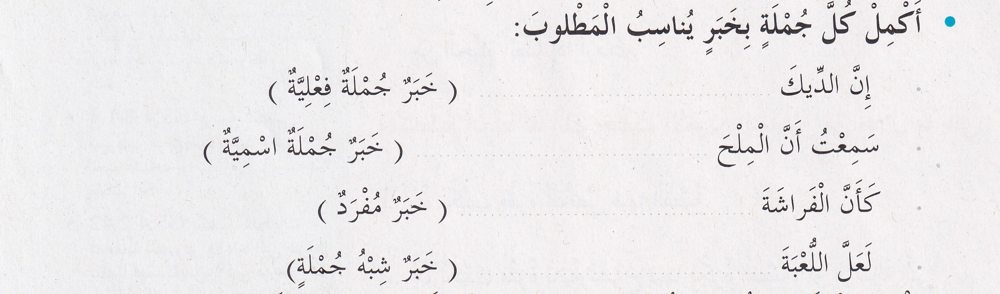 • أَكْمِلْ كُلَّ جُمْلَةٍ بِخَبَرٍ يُناسِبُ الْمَطْلوبَ:
. إِنَّ الدِّيكَ ........................ ( خَبَرٌ جُمْلَةٌ فِعْلِيَّةٌ )
. سَمِعْتُ أَنَّ الْمِلْحَ ........................ ( خَبَرٌ جُمْلَةٌ اسْمِيَّةٌ )
. كَأَنَّ الْفَراشَةَ ........................ ( خَبَرٌ مُفْرَدٌ )
. لَعَلَّ اللُّعْبَةَ ........................ ( خَبَرٌ شِبْهُ جُمْلَةٍ)